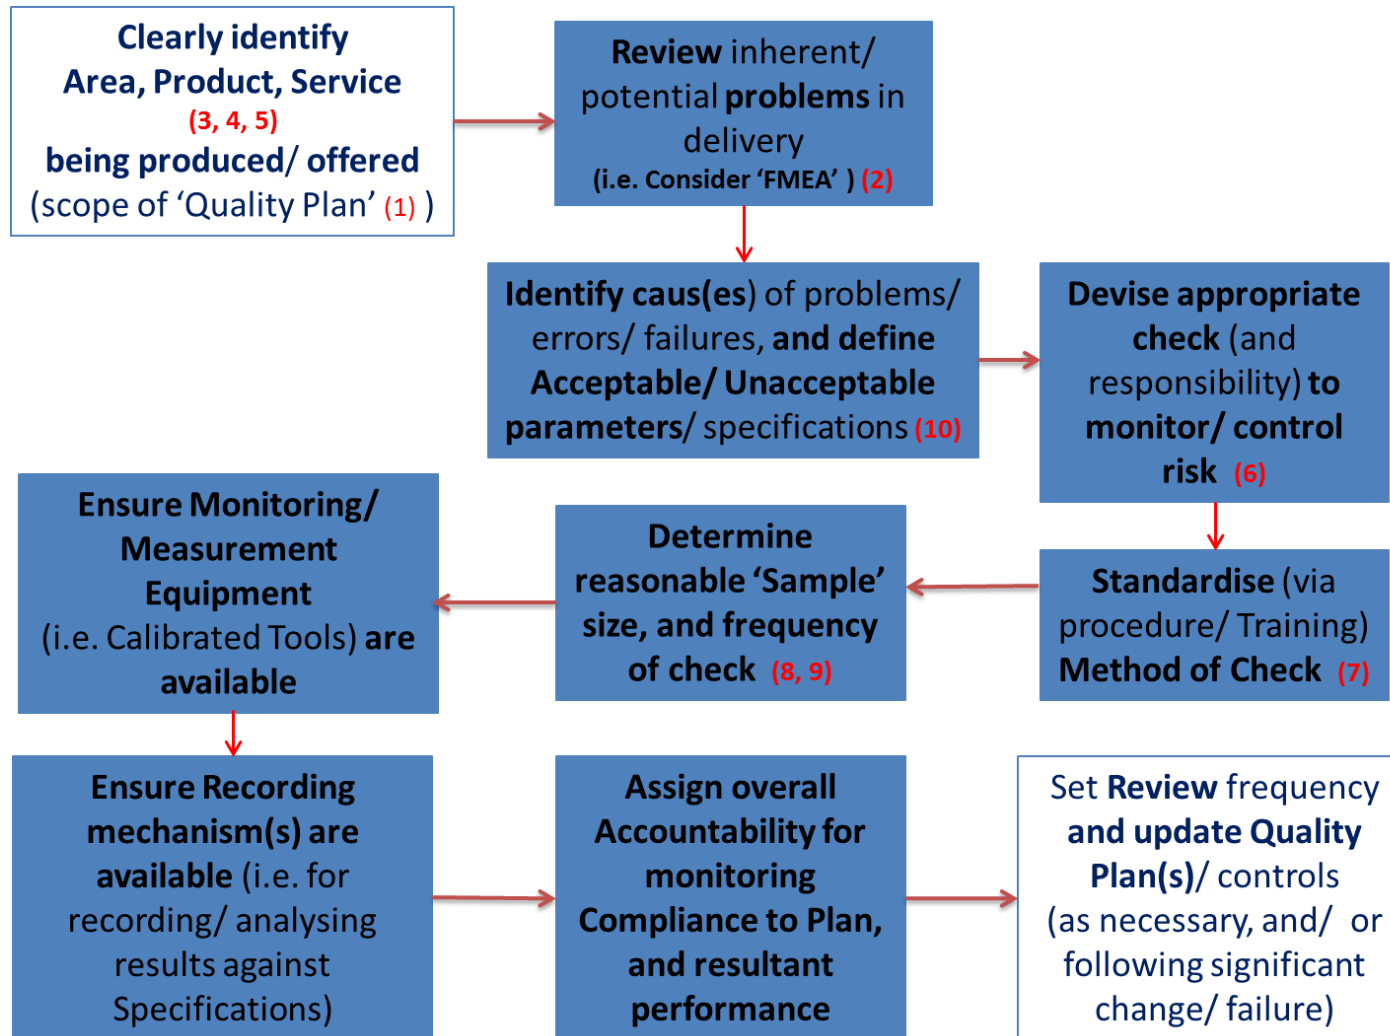 Clearly identify
Area, Product, Service
(3, 4, 5)
being produced/ offered
(scope of ‘Quality Plan’ (1) )
Review inherent/
potential problems in
delivery
(i.e. Consider ‘FMEA’ ) (2)
Identify caus(es) of problems/
errors/ failures, and define
Acceptable/ Unacceptable
parameters/ specifications (10)
Devise appropriate
check (and
responsibility) to
monitor/ control
risk (6)
Standardise (via
procedure/ Training)
Method of Check (7)
Determine
reasonable ‘Sample’
size, and frequency
of check (8, 9)
Ensure Monitoring/
Measurement
Equipment
(i.e. Calibrated Tools) are
available
Ensure Recording
mechanism(s) are
available (i.e. for
recording/ analysing
results against
Specifications)
Assign overall
Accountability for
monitoring
Compliance to Plan,
and resultant
performance
Set Review frequency
and update Quality
Plan(s)/ controls
(as necessary, and/ or
following significant
change/ failure)